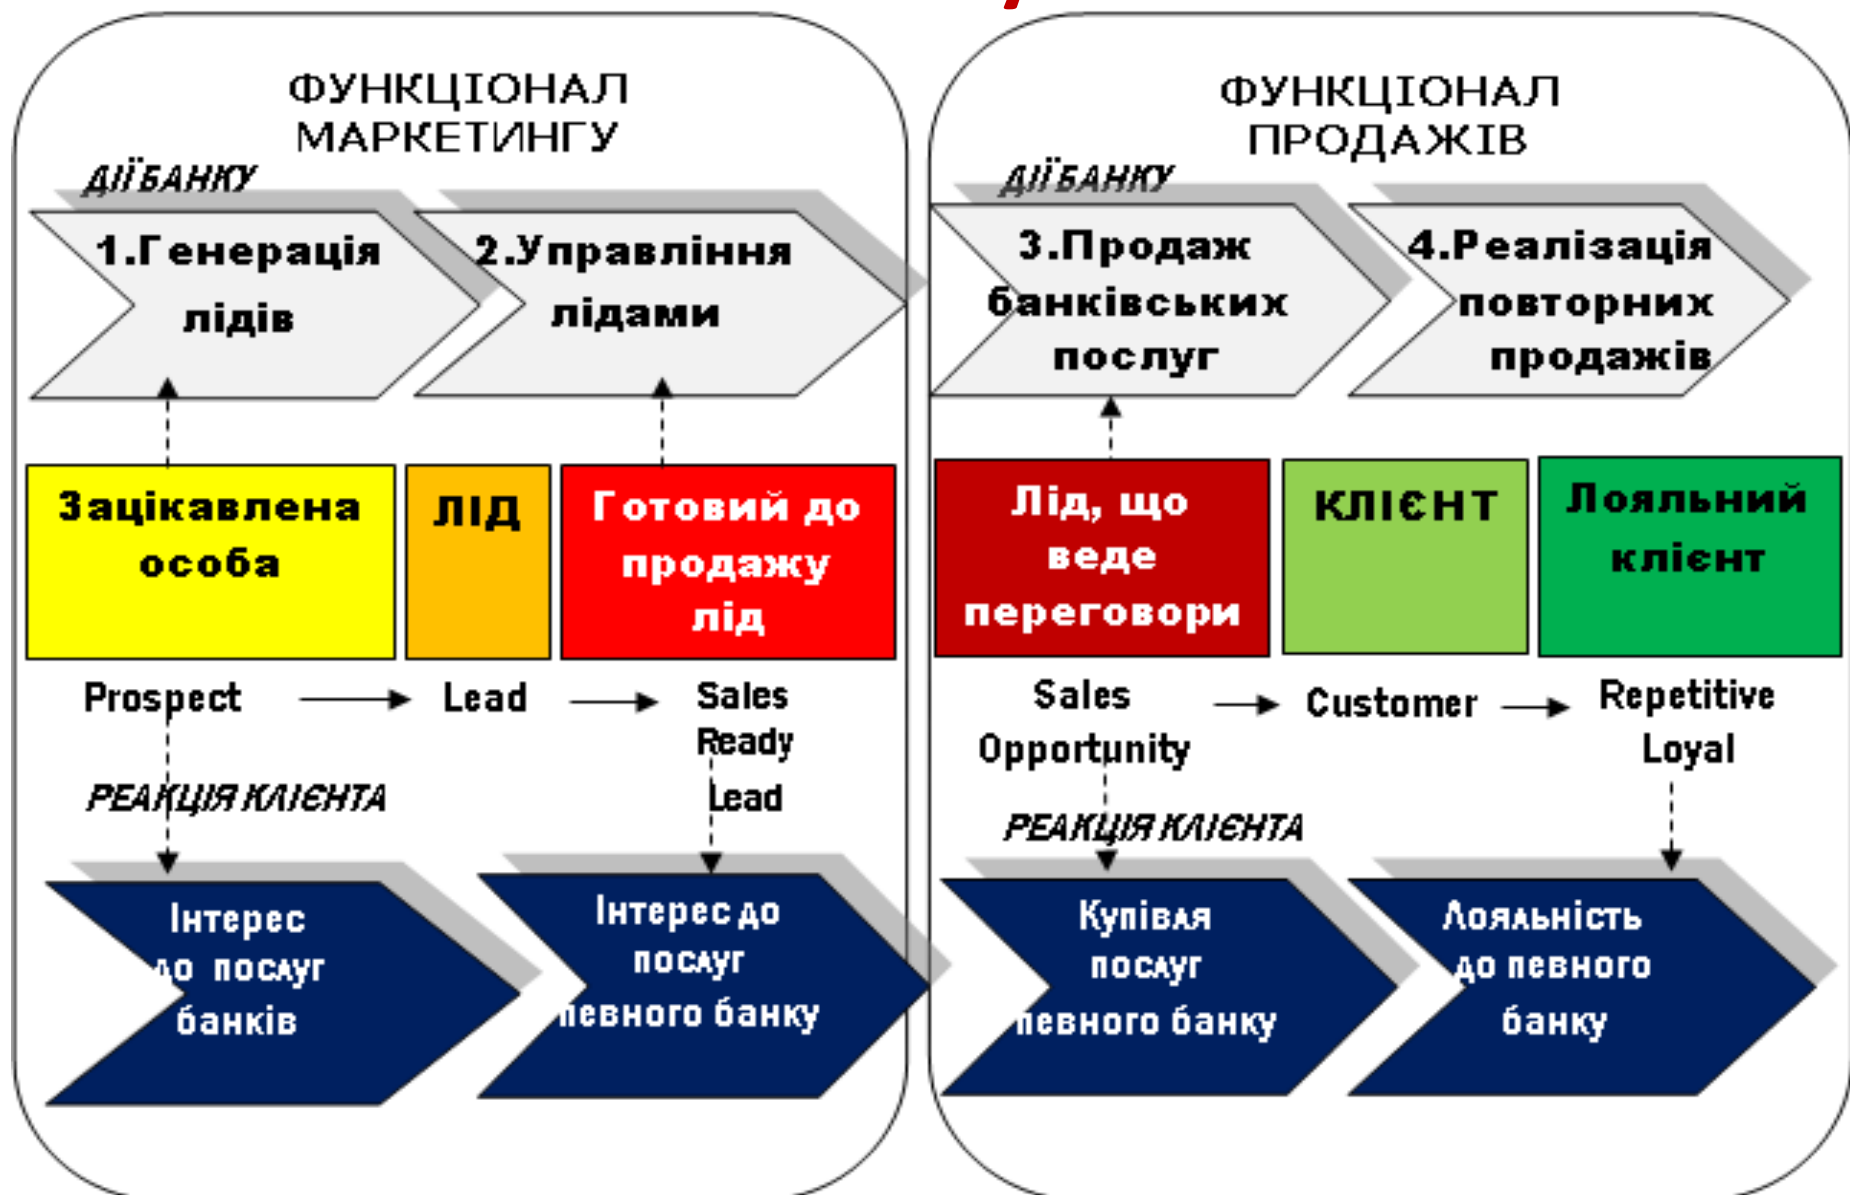 ФУНКЦІОНАЛ
МАРКЕТИНГУ
ДІЇ БАНКУ
1.Генерація
лідів
2.Управління
лідами
Зацікавлена
особа
ЛІД
Готовий до
продажу
лід
Prospect
Lead
Sales
Ready
Lead
РЕАКЦІЯ КЛІЄНТА
Інтерес
до послуг
банків
Інтерес до
послуг
певного банку
ФУНКЦІОНАЛ
ПРОДАЖІВ
ДІЇ БАНКУ
3.Продаж
банківських
послуг
4.Реалізація
повторних
продажів
Лід, що
веде
переговори
КЛІЄНТ
Лояльний
клієнт
Sales
Opportunity
Customer
Repetitive
Loyal
РЕАКЦІЯ КЛІЄНТА
Купівля
послуг
певного банку
Лояльність
до певного
банку